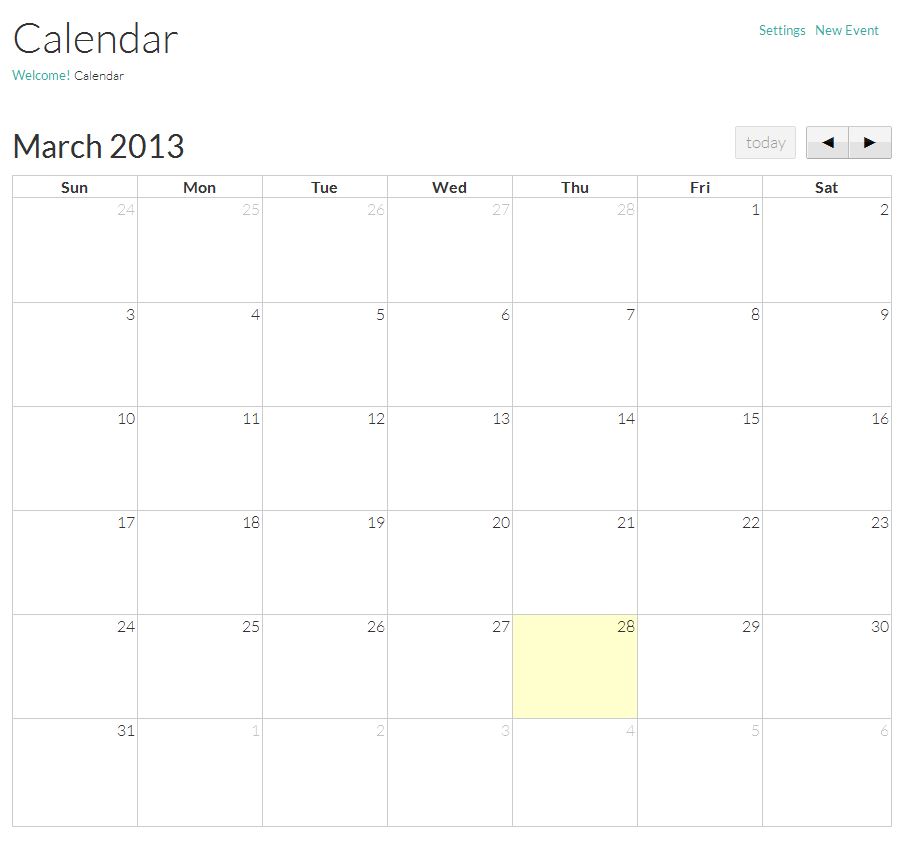 Calendar
Settings New Event
Welcome! Calendar
March 2013
today ◄ ►
Sun Mon Tue Wed Thu Fri Sat
24 25 26 27 28 1 2
3 4 5 6 7 8 9
10 11 12 13 14 15 16
17 18 19 20 21 22 23
24 25 26 27 28 29 30
31 1 2 3 4 5 6